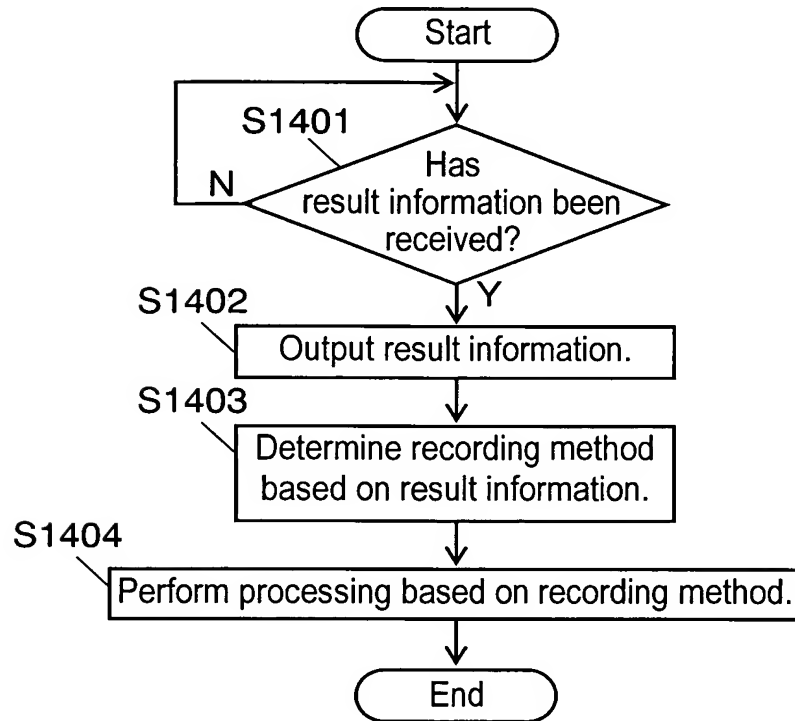 Start
S1401
Has
result information been
received?
N
Y
S1402
Output result information.
S1403
Determine recording method
based on result information.
S1404
Perform processing based on recording method.
End